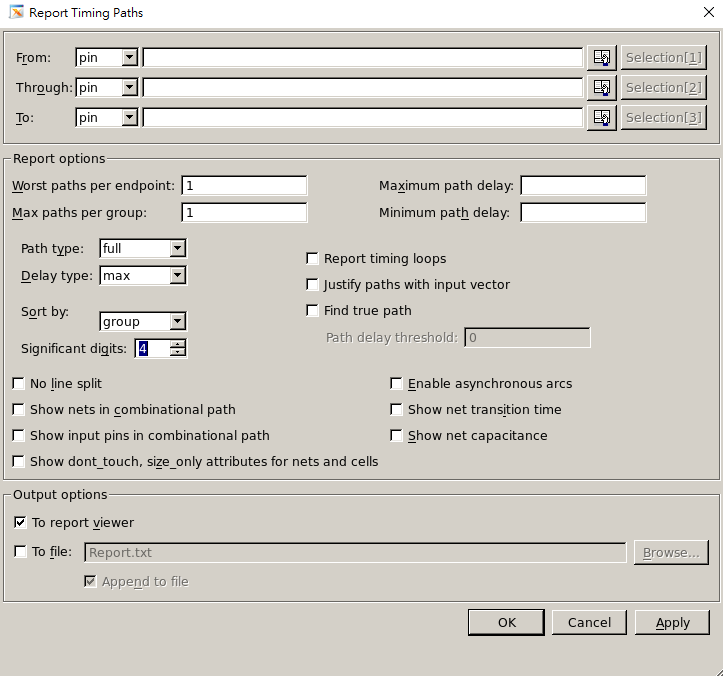 Report Timing Paths
From: pin Selection[1]
Through: pin Selection[2]
To: pin Selection[3]
Report options
Worst paths per endpoint: 1 Maximum path delay:
Max paths per group: 1 Minimum path delay:
Path type: full
Report timing loops
Delay type: max
Justify paths with input vector
Sort by: group
Find true path
Path delay threshold: 0
Significant digits: 4
No line split Enable asynchronous arcs
Show nets in combinational path Show net transition time
Show input pins in combinational path Show net capacitance
Show dont_touch, size_only attributes for nets and cells
Output options
To report viewer
To file: Report.txt Browse...
Append to file
OK Cancel Apply